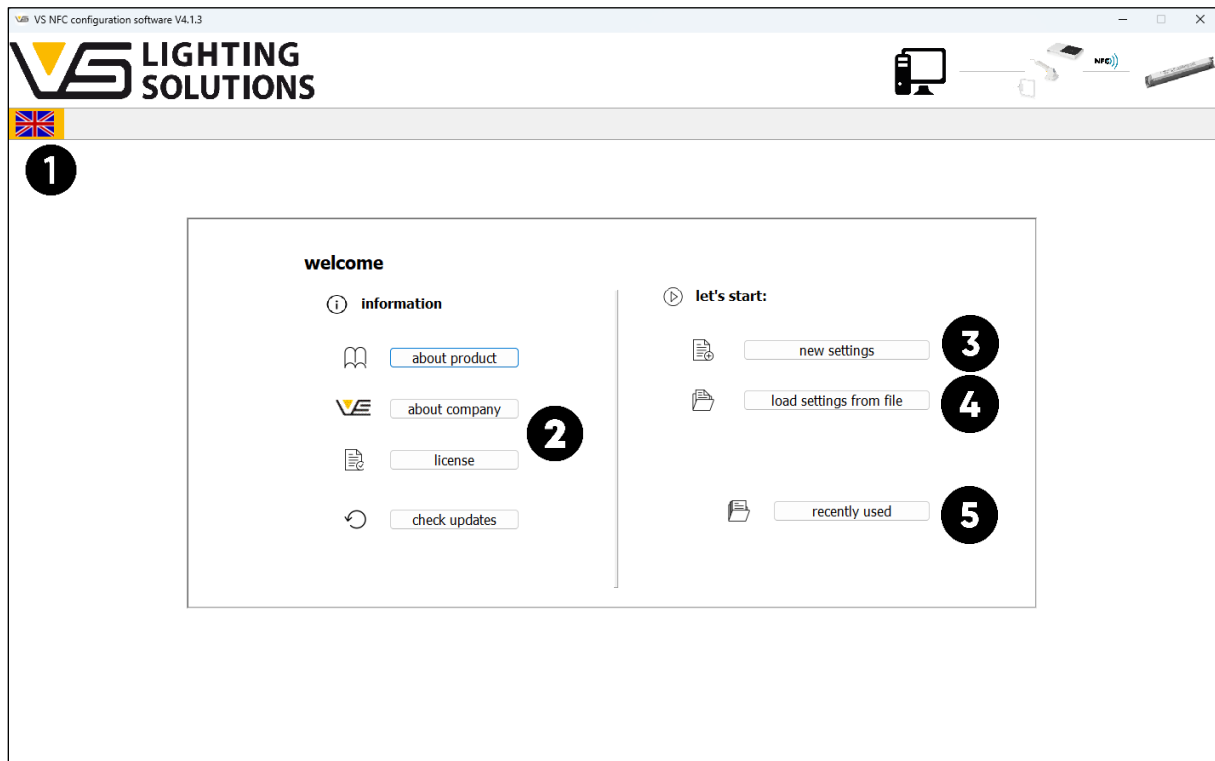 VS NFC configuration software V4.1.3
VS LIGHTING
SOLUTIONS
NFC
1
welcome
information
about product
about company
license
check updates
2
let's start:
new settings
3
load settings from file
4
recently used
5